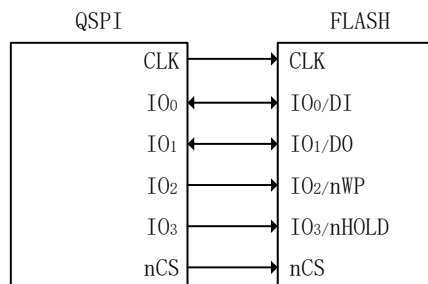 QSPI FLASH
CLK CLK
IO₀ IO₀/DI
IO₁ IO₁/DO
IO₂ IO₂/nWP
IO₃ IO₃/nHOLD
nCS nCS